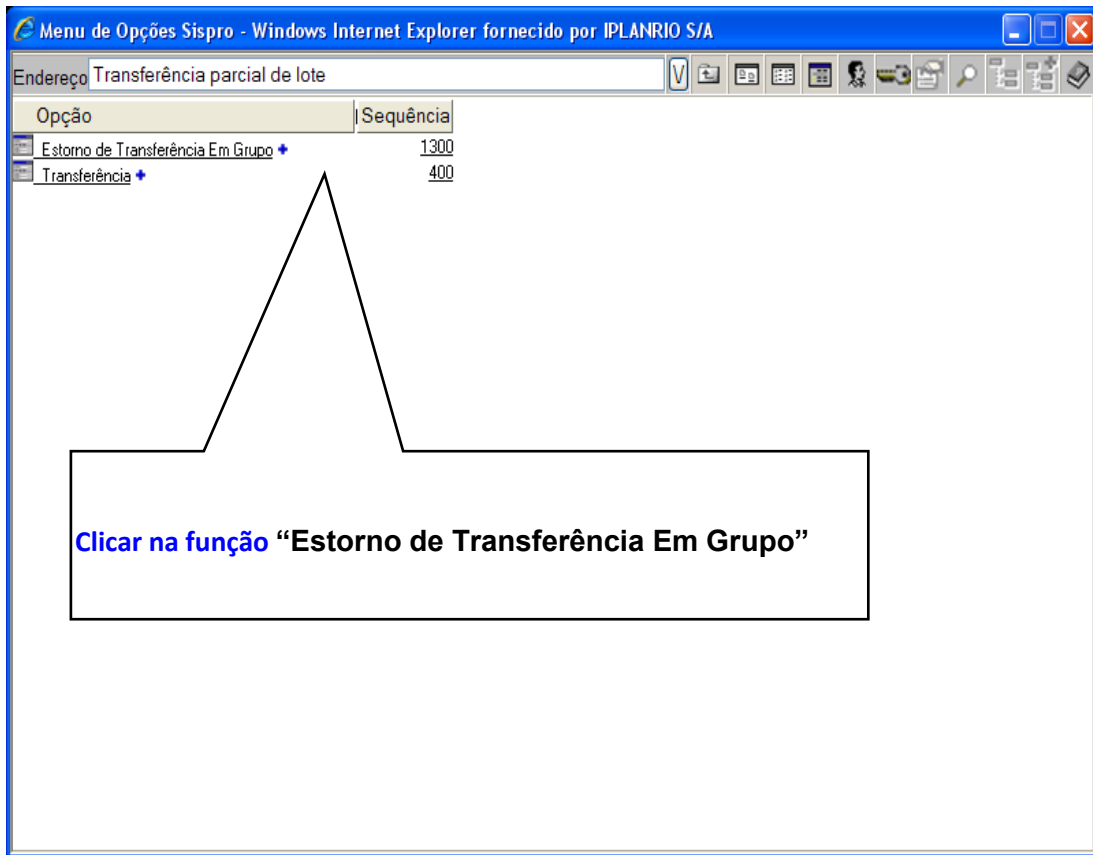 Menu de Opções Sispro - Windows Internet Explorer fornecido por IPLANRIO S/A
Endereço Transferência parcial de lote V
Opção Sequência
Estorno de Transferência Em Grupo + 1300
Transferência + 400
Clicar na função “Estorno de Transferência Em Grupo”